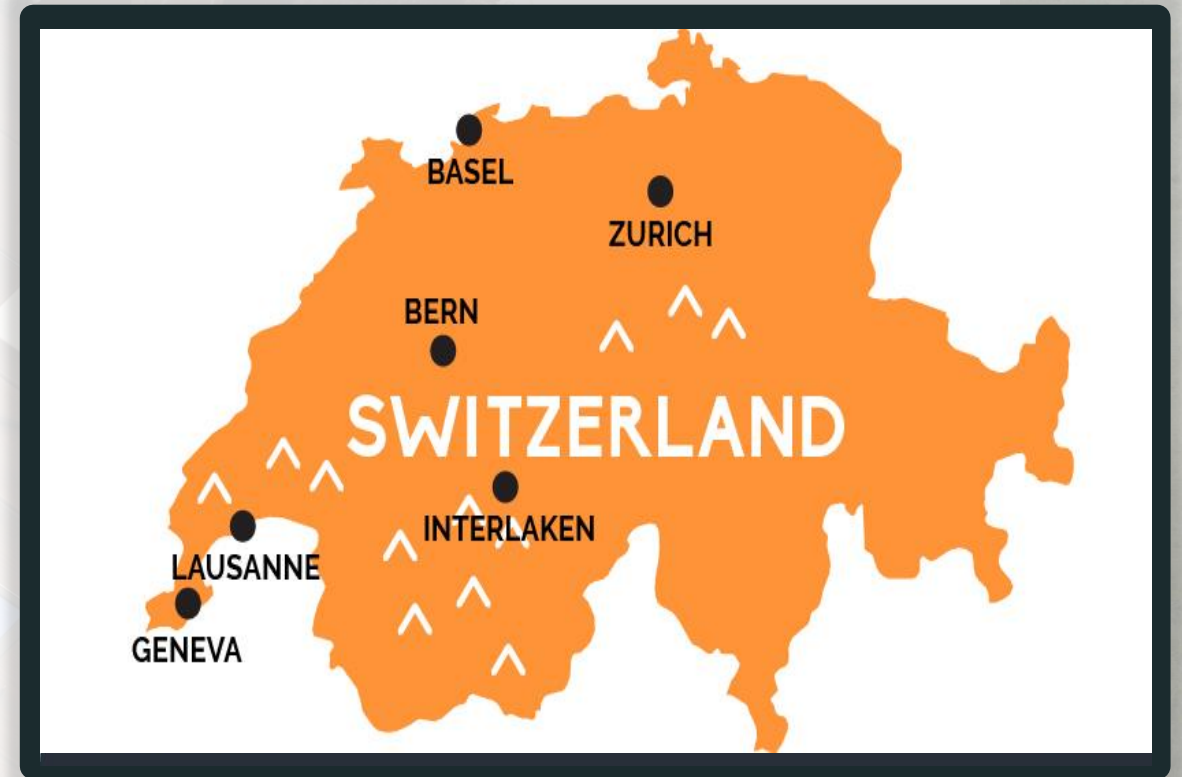 BASEL
ZURICH
BERN
SWITZERLAND
INTERLAKEN
LAUSANNE
GENEVA